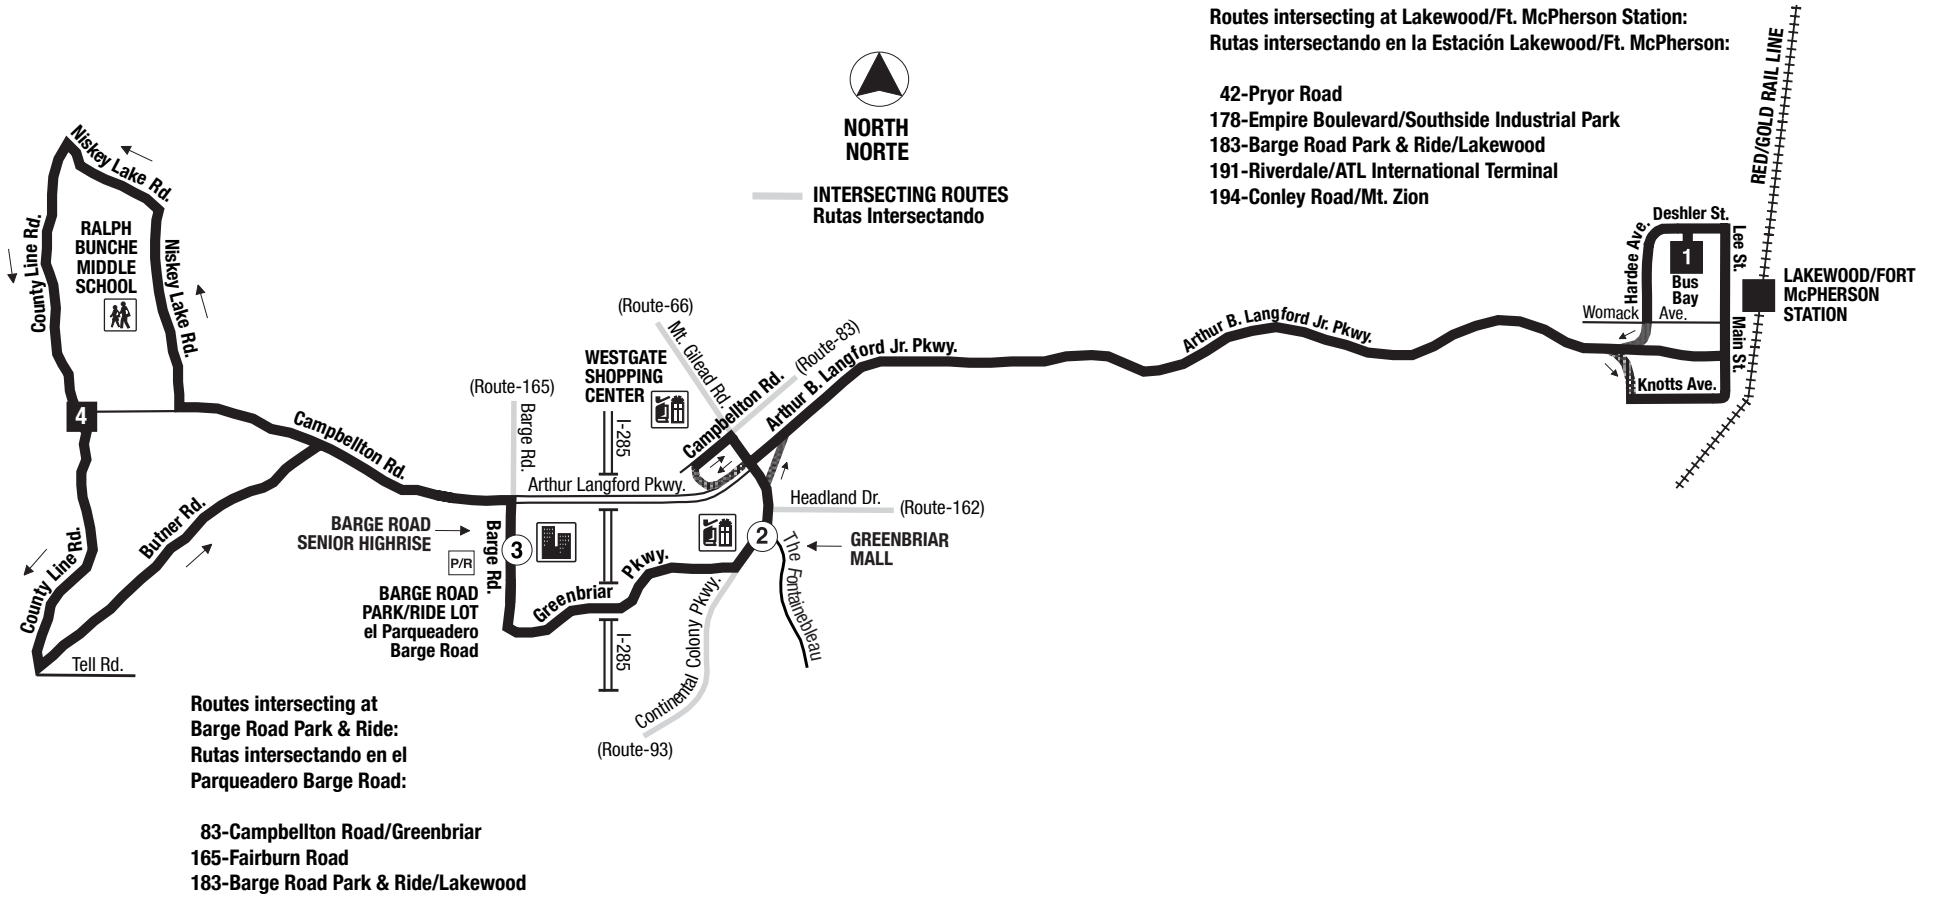 Routes intersecting at Lakewood/Ft. McPherson Station:
Rutas intersectando en la Estación Lakewood/Ft. McPherson:
42-Pryor Road
178-Empire Boulevard/Southside Industrial Park
183-Barge Road Park & Ride/Lakewood
191-Riverdale/ATL International Terminal
194-Conley Road/Mt. Zion
RED/GOLD RAIL LINE
NORTH
NORTE
INTERSECTING ROUTES
Rutas Intersectando
Niskey Lake Rd.
County Line Rd.
RALPH
BUNCHE
MIDDLE
SCHOOL
Niskey Lake Rd.
4
Campbellton Rd.
Butner Rd.
County Line Rd.
Tell Rd.
(Route-165)
Barge Rd.
WESTGATE
SHOPPING
CENTER
I-285
(Route-66)
Mt. Gilead Rd.
Campbellton Rd.
(Route-83)
Arthur B. Langford Jr. Pkwy.
Arthur B. Langford Jr. Pkwy.
Arthur Langford Pkwy.
Headland Dr.
(Route-162)
BARGE ROAD
SENIOR HIGHRISE
P/R
Barge Rd.
3
BARGE ROAD
PARK/RIDE LOT
el Parqueadero
Barge Road
Greenbriar Pkwy.
I-285
2
GREENBRIAR
MALL
The Fontainebleau
Continental Colony Pkwy.
(Route-93)
Deshler St.
Hardee Ave.
1
Bus
Bay
Lee St.
Womack Ave.
Main St.
Knotts Ave.
LAKEWOOD/FORT
McPHERSON
STATION
Routes intersecting at
Barge Road Park & Ride:
Rutas intersectando en el
Parqueadero Barge Road:
83-Campbellton Road/Greenbriar
165-Fairburn Road
183-Barge Road Park & Ride/Lakewood